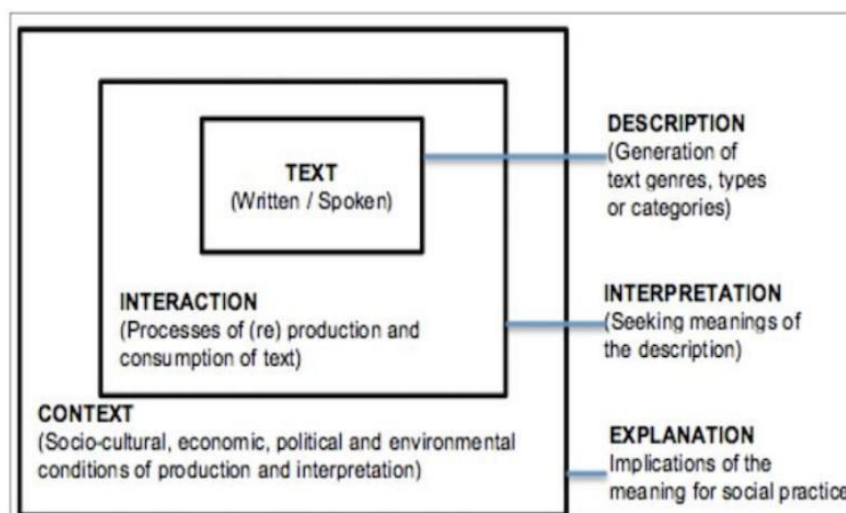 TEXT
(Written / Spoken)
DESCRIPTION
(Generation of
text genres, types
or categories)
INTERACTION
(Processes of (re) production and
consumption of text)
INTERPRETATION
(Seeking meanings of
the description)
CONTEXT
(Socio-cultural, economic, political and environmental
conditions of production and interpretation)
EXPLANATION
Implications of the
meaning for social practice